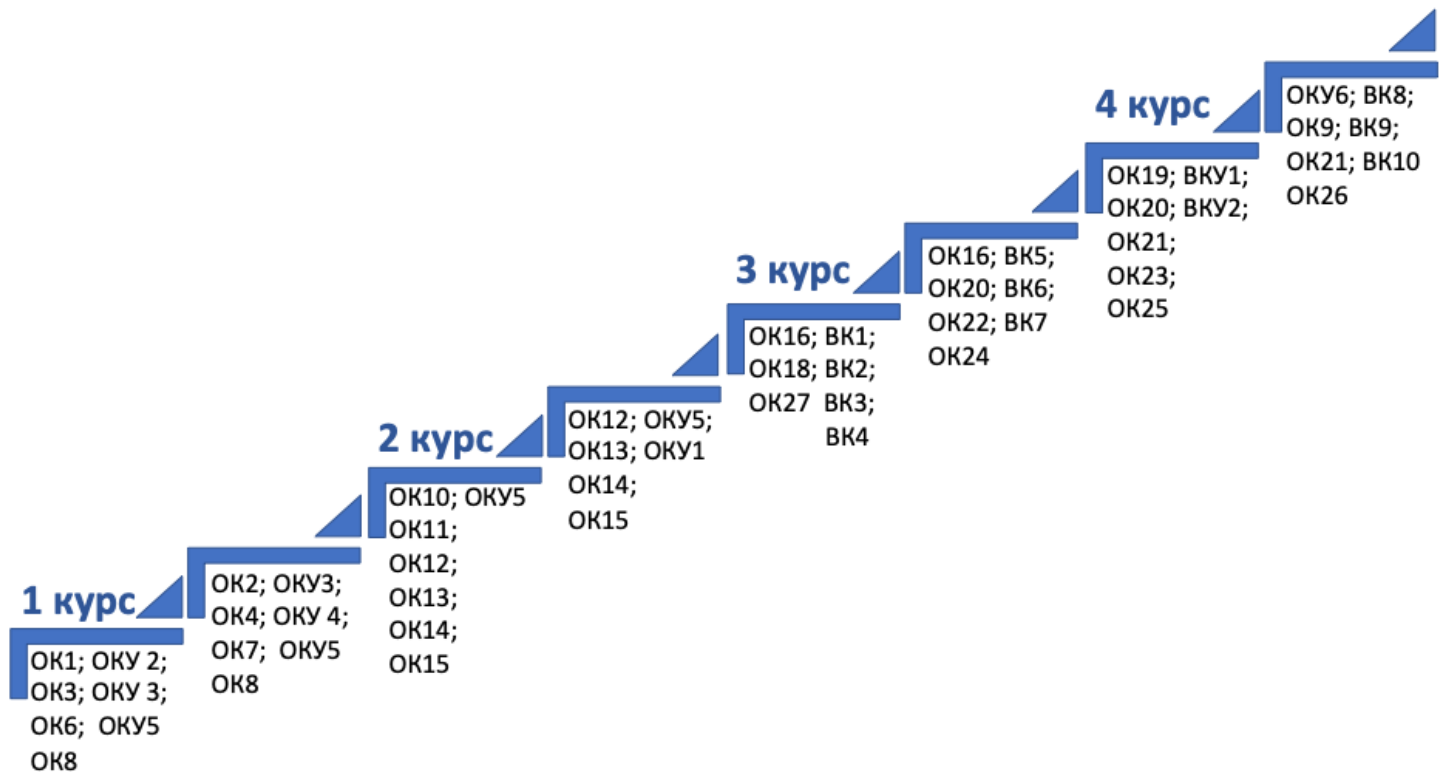 1 курс
ОК1; ОКУ 2;
ОК3; ОКУ 3;
ОК6; ОКУ5
ОК8
ОК2; ОКУ3;
ОК4; ОКУ 4;
ОК7; ОКУ5
ОК8
2 курс
ОК10; ОКУ5
ОК11;
ОК12;
ОК13;
ОК14;
ОК15
ОК12; ОКУ5;
ОК13; ОКУ1
ОК14;
ОК15
3 курс
ОК16; ВК1;
ОК18; ВК2;
ОК27 ВК3;
ВК4
ОК16; ВК5;
ОК20; ВК6;
ОК22; ВК7
ОК24
4 курс
ОК19; ВКУ1;
ОК20; ВКУ2;
ОК21;
ОК23;
ОК25
ОКУ6; ВК8;
ОК9; ВК9;
ОК21; ВК10
ОК26